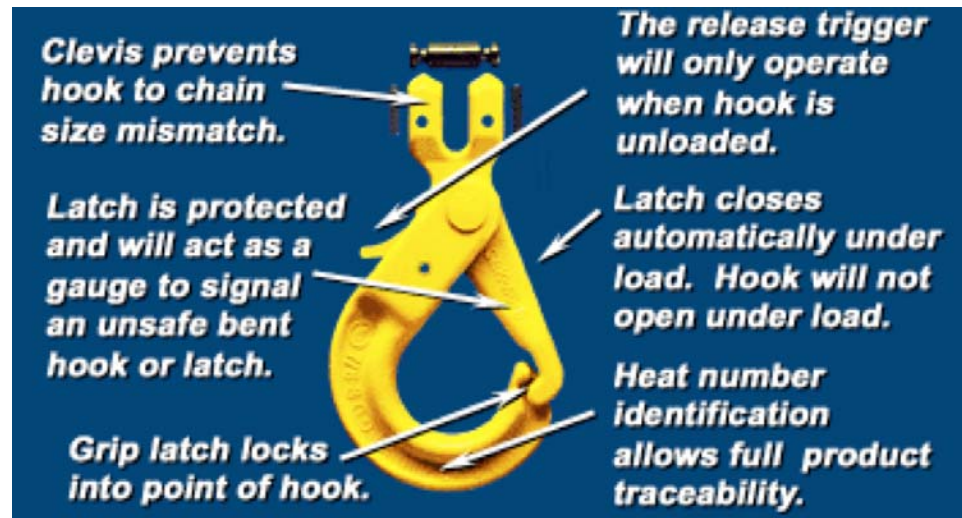 Clevis prevents
hook to chain
size mismatch.
The release trigger
will only operate
when hook is
unloaded.
Latch is protected
and will act as a
gauge to signal
an unsafe bent
hook or latch.
Latch closes
automatically under
load. Hook will not
open under load.
Grip latch locks
into point of hook.
Heat number
identification
allows full product
traceability.